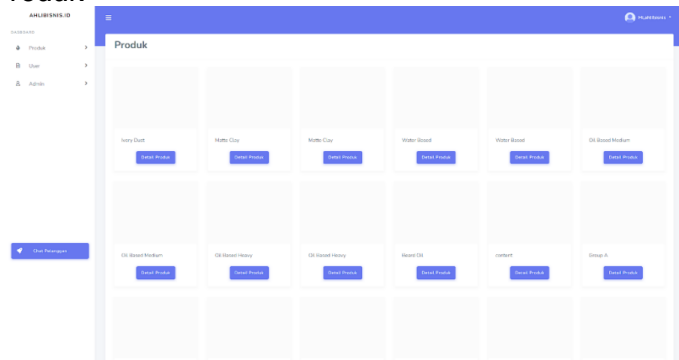 AHLIBISNIS.ID
DASHBOARD
Produk
User
Admin
Chat Pelanggan
Produk
Ivory Dust
Matte Clay
Matte Clay
Water Based
Water Based
Oil Based Medium
Detail Produk
Detail Produk
Detail Produk
Detail Produk
Detail Produk
Detail Produk
Oil Based Medium
Oil Based Heavy
Oil Based Heavy
Beard Oil
content
Group A
Detail Produk
Detail Produk
Detail Produk
Detail Produk
Detail Produk
Detail Produk